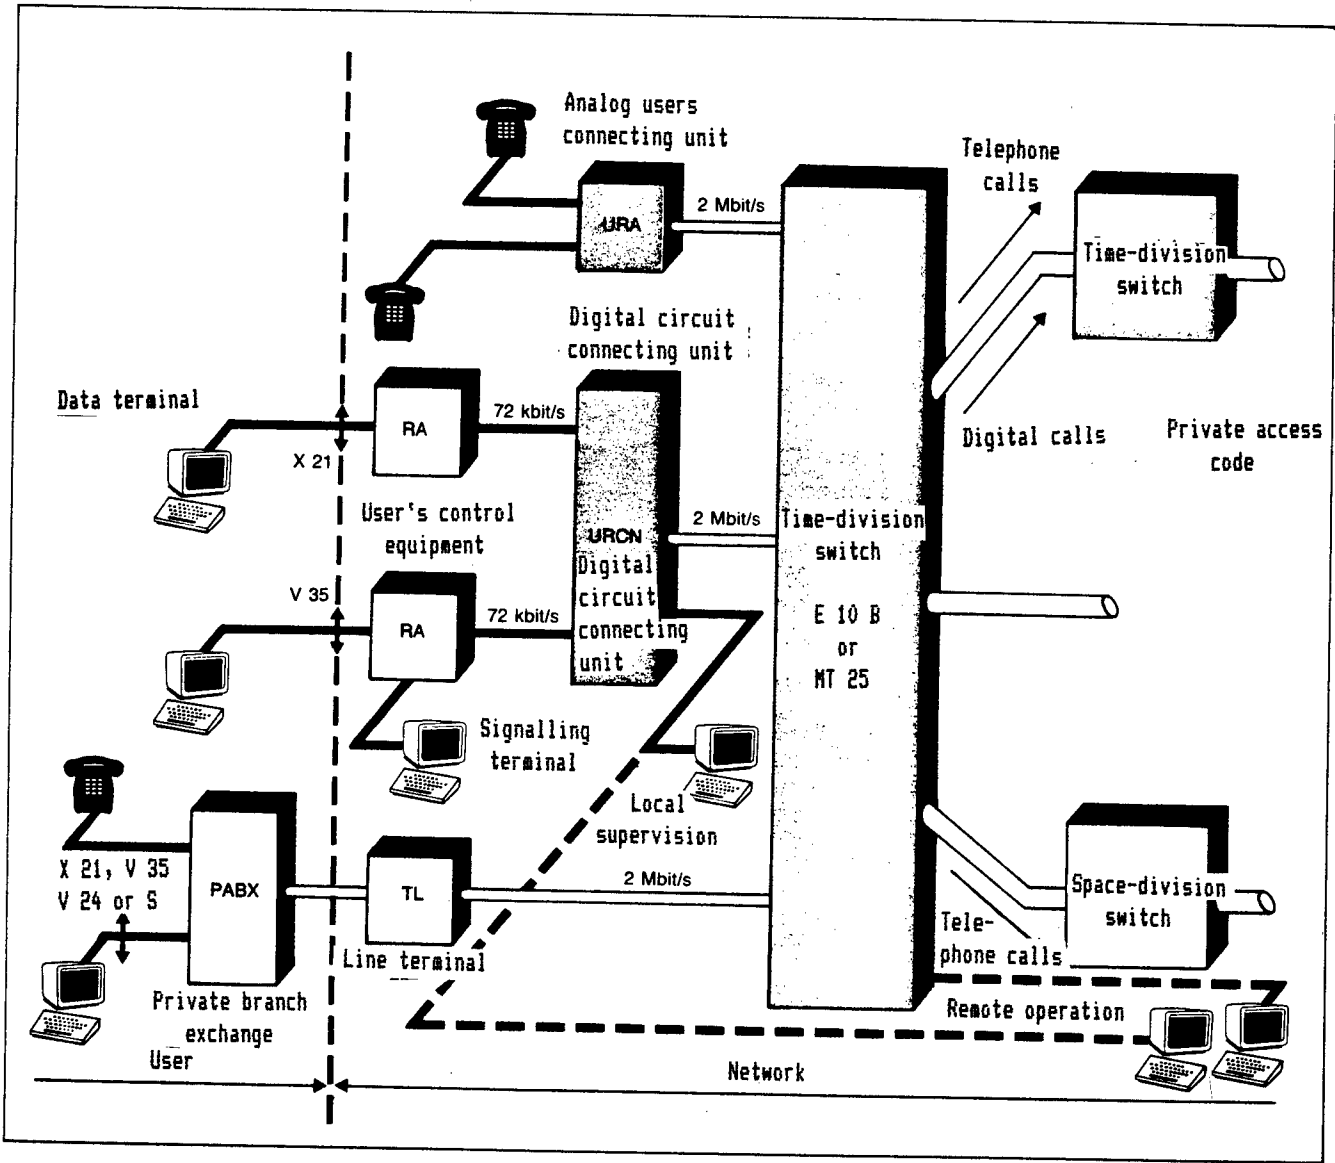 Analog users
connecting unit
Telephone
calls
URA
2 Mbit/s
Time-division
switch
Digital circuit
connecting unit
Data terminal
RA
72 kbit/s
X 21
Digital calls
Private access
code
User's control
equipment
URCN
Digital
circuit
connecting
unit
2 Mbit/s
Time-division
switch
E 10 B
or
MT 25
V 35
RA
72 kbit/s
Signalling
terminal
Local
supervision
X 21, V 35
V 24 or S
PABX
TL
2 Mbit/s
Space-division
switch
Tele-
phone calls
Line terminal
Private branch
exchange
Remote operation
User
Network